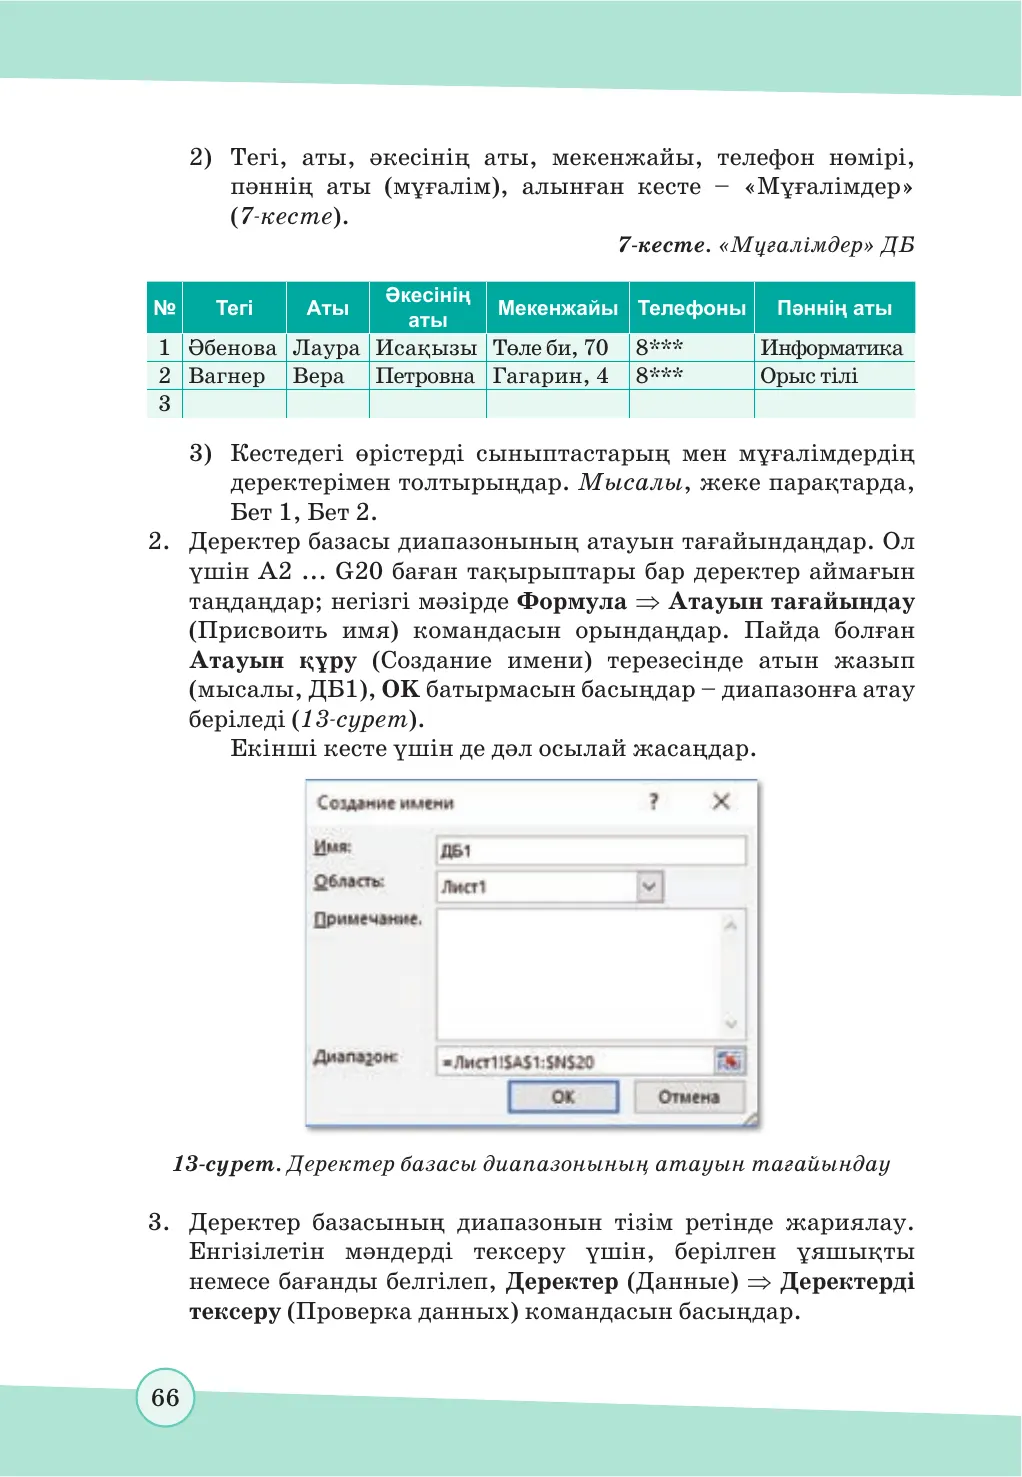 2) Тегі, аты, әкесінің аты, мекенжайы, телефон нөмірі,
пәннің аты (мұғалім), алынған кесте – «Мұғалімдер»
(7-кесте).
7-кесте. «Мұғалімдер» ДБ
№ Тегі Аты Әкесінің аты Мекенжайы Телефоны Пәннің аты
1 Әбенова Лаура Исақызы Төле би, 70 8*** Информатика
2 Вагнер Вера Петровна Гагарин, 4 8*** Орыс тілі
3
3) Кестедегі өрістерді сыныптастарың мен мұғалімдердің
деректерімен толтырыңдар. Мысалы, жеке парақтарда,
Бет 1, Бет 2.
2. Деректер базасы диапазонының атауын тағайындаңдар. Ол
үшін A2 ... G20 баған тақырыптары бар деректер аймағын
таңдаңдар; негізгі мәзірде Формула ⇒ Атауын тағайындау
(Присвоить имя) командасын орындаңдар. Пайда болған
Атауын құру (Создание имени) терезесінде атын жазып
(мысалы, ДБ1), ОК батырмасын басыңдар – диапазонға атау
беріледі (13-сурет).
Екінші кесте үшін де дәл осылай жасаңдар.
Создание имени ? ×
Имя: ДБ1
Область: Лист1
Примечание:
Диапазон: =Лист1!$A$1:$N$20
ОК Отмена
13-сурет. Деректер базасы диапазонының атауын тағайындау
3. Деректер базасының диапазонын тізім ретінде жариялау.
Енгізілетін мәндерді тексеру үшін, берілген ұяшықты
немесе бағанды белгілеп, Деректер (Данные) ⇒ Деректерді
тексеру (Проверка данных) командасын басыңдар.
66